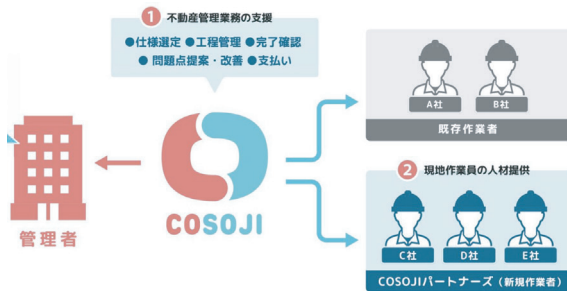 1 不動産管理業務の支援
●仕様選定 ●工程管理 ●完了確認
● 問題点提案・改善 ●支払い
管理者
COSOJI
A社 B社
既存作業者
2 現地作業員の人材提供
C社 D社 E社
COSOJIパートナーズ（新規作業者）